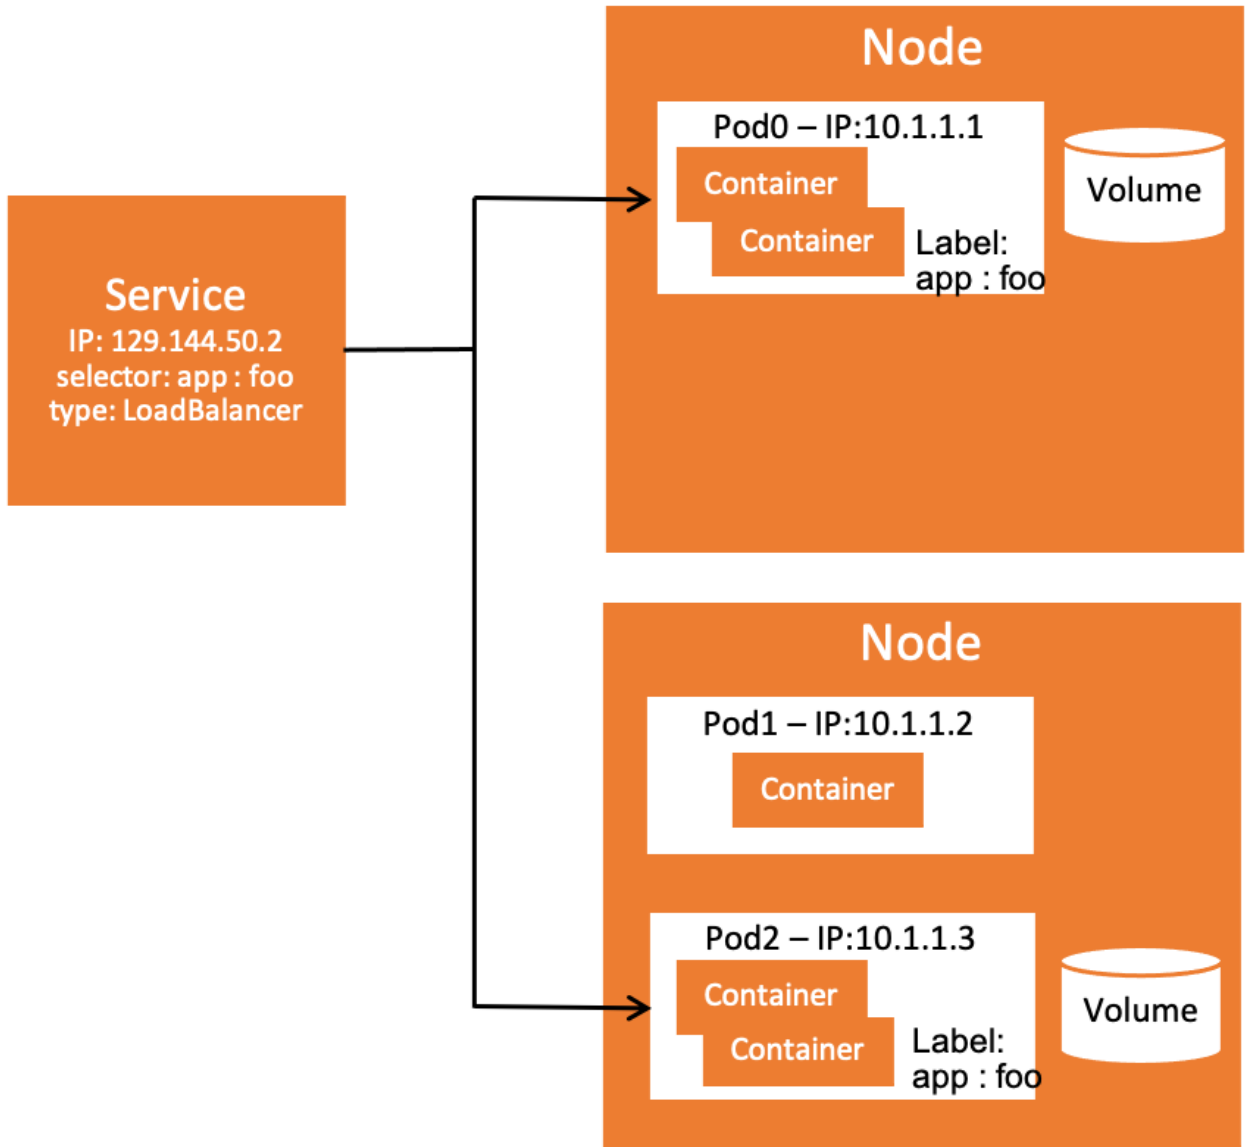 Service
IP: 129.144.50.2
selector: app : foo
type: LoadBalancer
Node
Pod0 – IP:10.1.1.1
Container
Container
Label:
app : foo
Volume
Node
Pod1 – IP:10.1.1.2
Container
Pod2 – IP:10.1.1.3
Container
Container
Label:
app : foo
Volume